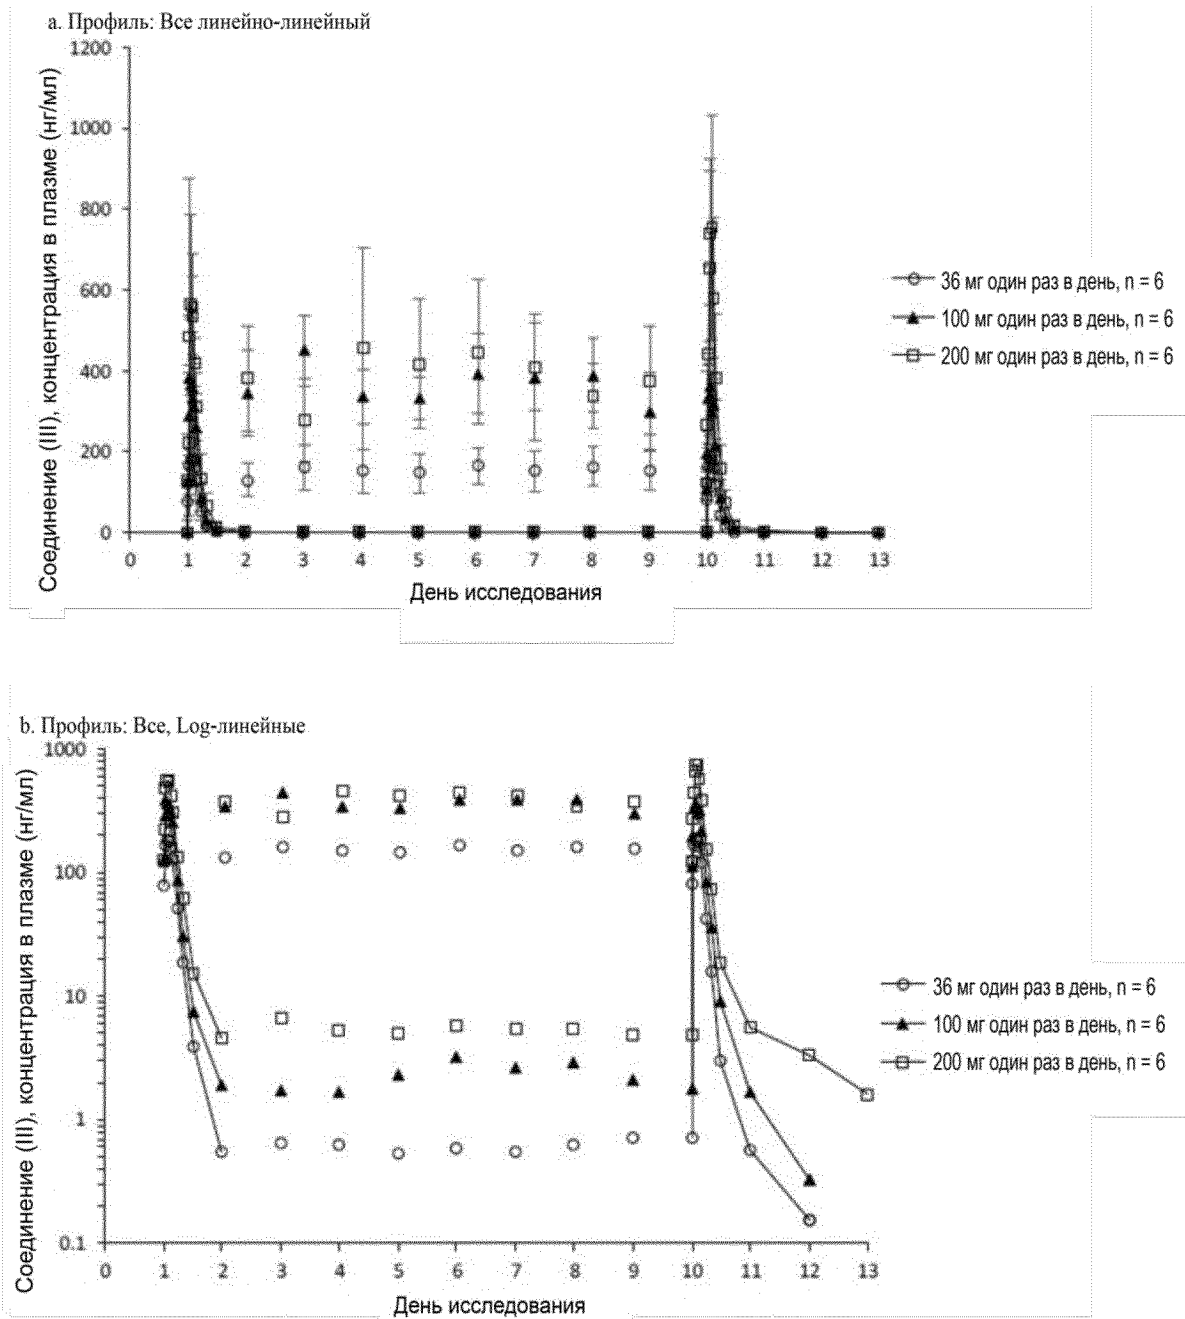 a. Профиль: Все линейно-линейный
1200
1000
800
600
400
200
0
Соединение (III), концентрация в плазме (нг/мл)
0 1 2 3 4 5 6 7 8 9 10 11 12 13
День исследования
36 мг один раз в день, n = 6
100 мг один раз в день, n = 6
200 мг один раз в день, n = 6
b. Профиль: Все, Log-линейные
1000
100
10
1
0.1
Соединение (III), концентрация в плазме (нг/мл)
0 1 2 3 4 5 6 7 8 9 10 11 12 13
День исследования
36 мг один раз в день, n = 6
100 мг один раз в день, n = 6
200 мг один раз в день, n = 6